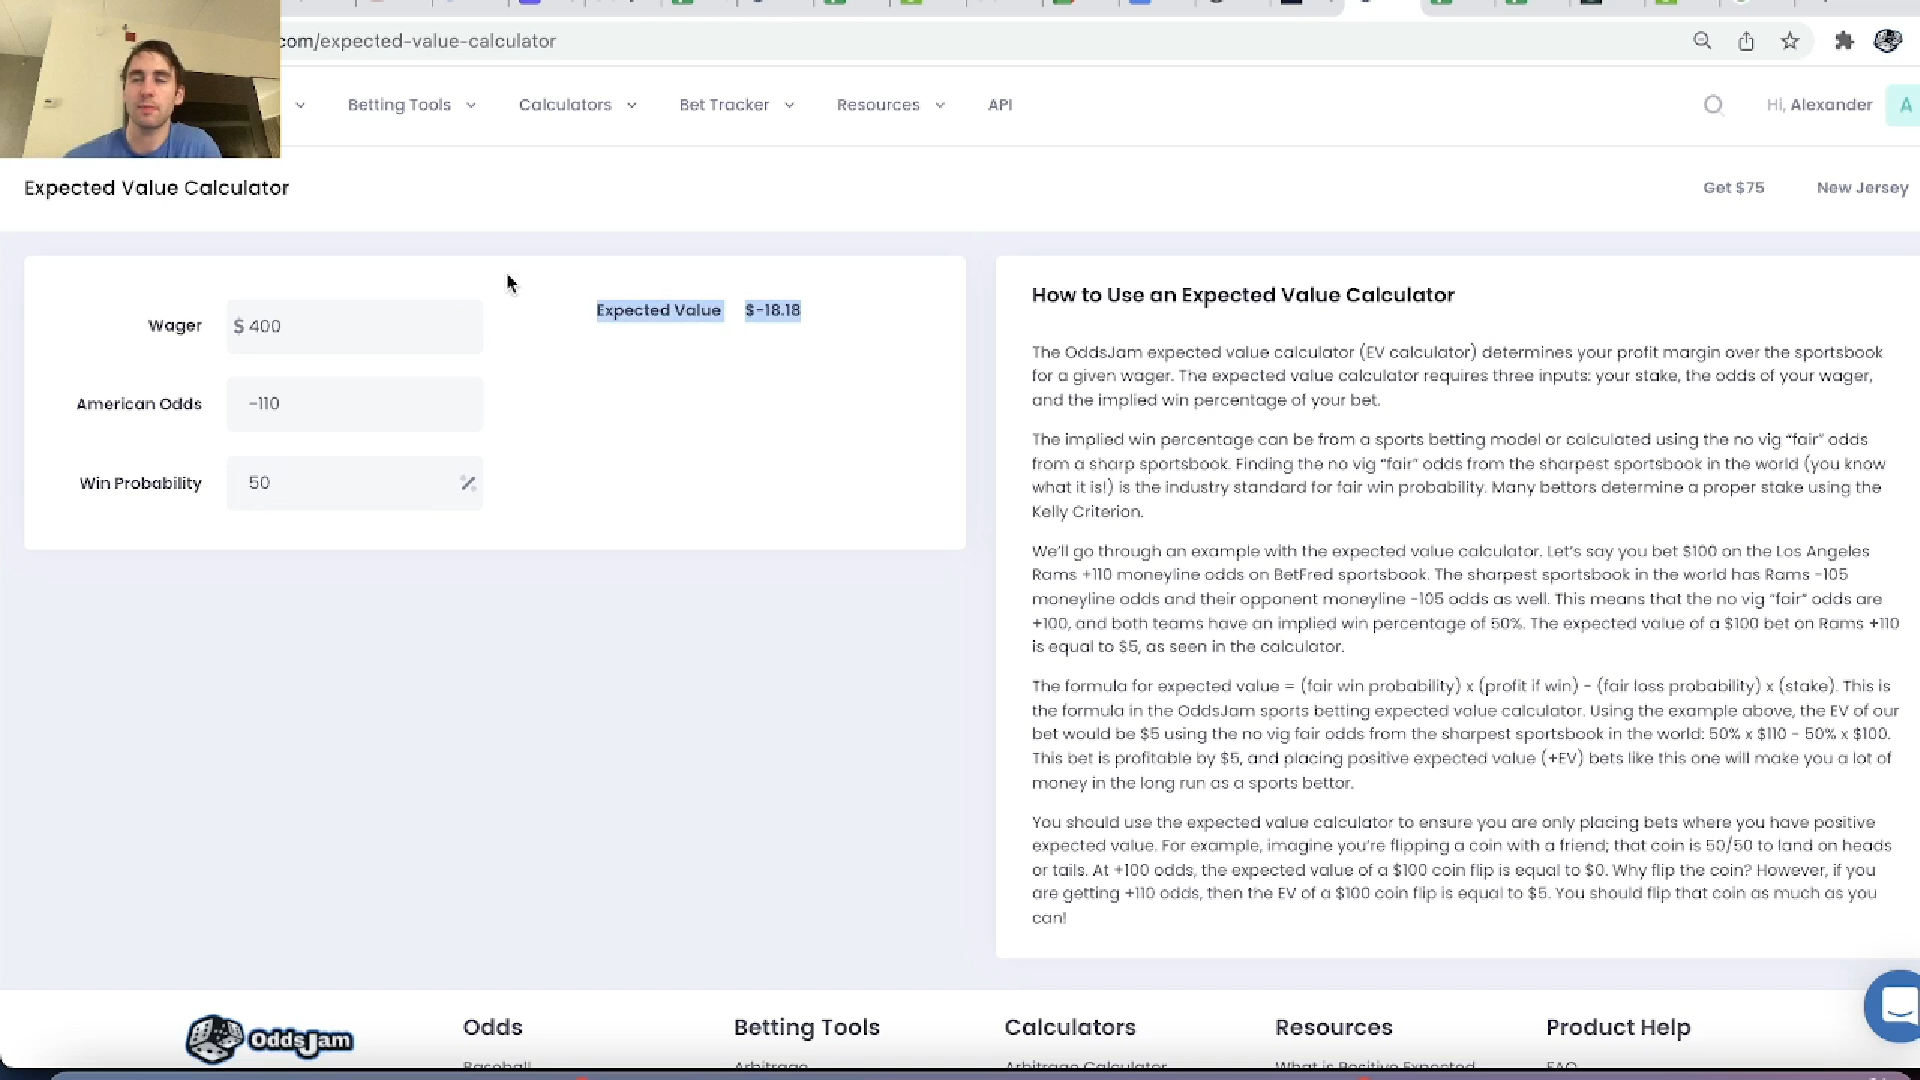 com/expected-value-calculator
Betting Tools Calculators Bet Tracker Resources API Hi, Alexander A
Expected Value Calculator Get $75 New Jersey
Wager $ 400
American Odds -110
Win Probability 50 %
Expected Value $-18.18
How to Use an Expected Value Calculator
The OddsJam expected value calculator (EV calculator) determines your profit margin over the sportsbook
for a given wager. The expected value calculator requires three inputs: your stake, the odds of your wager,
and the implied win percentage of your bet.
The implied win percentage can be from a sports betting model or calculated using the no vig “fair” odds
from a sharp sportsbook. Finding the no vig “fair” odds from the sharpest sportsbook in the world (you know
what it is!) is the industry standard for fair win probability. Many bettors determine a proper stake using the
Kelly Criterion.
We’ll go through an example with the expected value calculator. Let’s say you bet $100 on the Los Angeles
Rams +110 moneyline odds on BetFred sportsbook. The sharpest sportsbook in the world has Rams -105
moneyline odds and their opponent moneyline -105 odds as well. This means that the no vig “fair” odds are
+100, and both teams have an implied win percentage of 50%. The expected value of a $100 bet on Rams +110
is equal to $5, as seen in the calculator.
The formula for expected value = (fair win probability) x (profit if win) - (fair loss probability) x (stake). This is
the formula in the OddsJam sports betting expected value calculator. Using the example above, the EV of our
bet would be $5 using the no vig fair odds from the sharpest sportsbook in the world: 50% x $110 - 50% x $100.
This bet is profitable by $5, and placing positive expected value (+EV) bets like this one will make you a lot of
money in the long run as a sports bettor.
You should use the expected value calculator to ensure you are only placing bets where you have positive
expected value. For example, imagine you’re flipping a coin with a friend; that coin is 50/50 to land on heads
or tails. At +100 odds, the expected value of a $100 coin flip is equal to $0. Why flip the coin? However, if you
are getting +110 odds, then the EV of a $100 coin flip is equal to $5. You should flip that coin as much as you
can!
OddsJam Odds Betting Tools Calculators Resources Product Help
Baseball Arbitrage Arbitrage Calculator What is Positive Expected FAQ